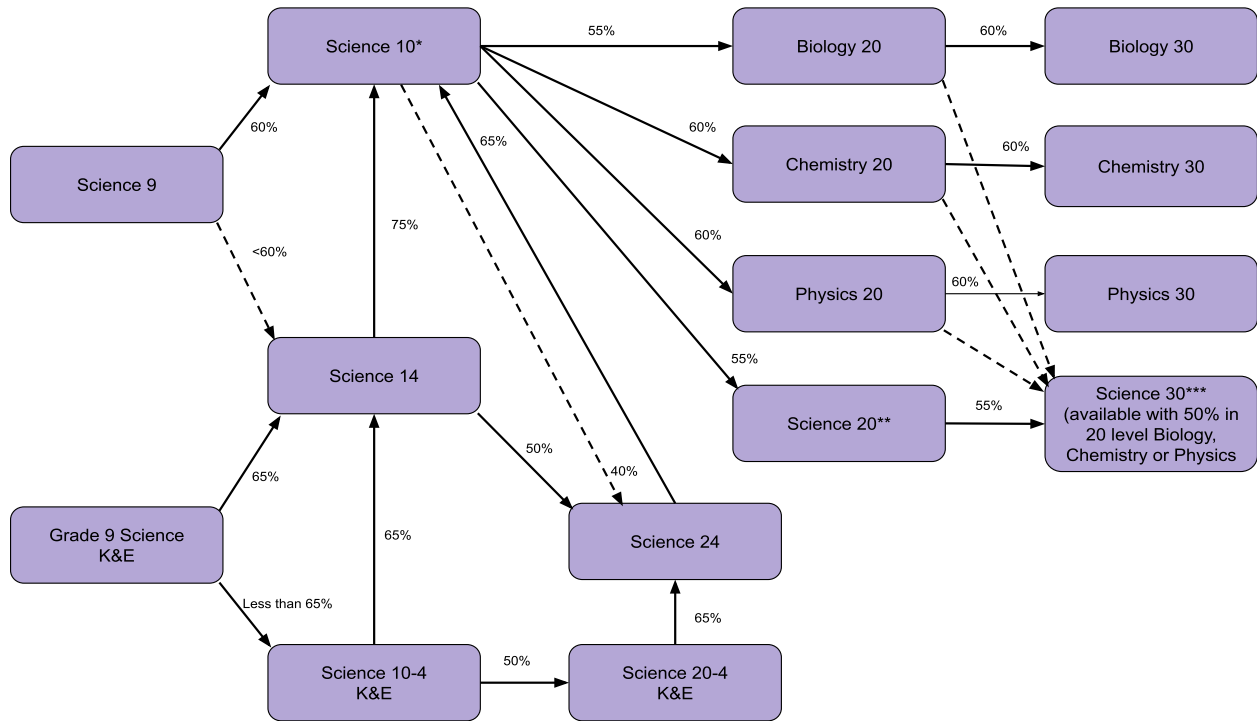 Science 10*
55%
Biology 20
60%
Biology 30
60%
65%
60%
Chemistry 20
60%
Chemistry 30
Science 9
<60%
75%
60%
Physics 20
60%
Physics 30
Science 14
55%
Science 20**
55%
Science 30***
(available with 50% in
20 level Biology,
Chemistry or Physics
65%
50%
40%
Grade 9 Science
K&E
65%
Science 24
Less than 65%
65%
Science 10-4
K&E
50%
Science 20-4
K&E